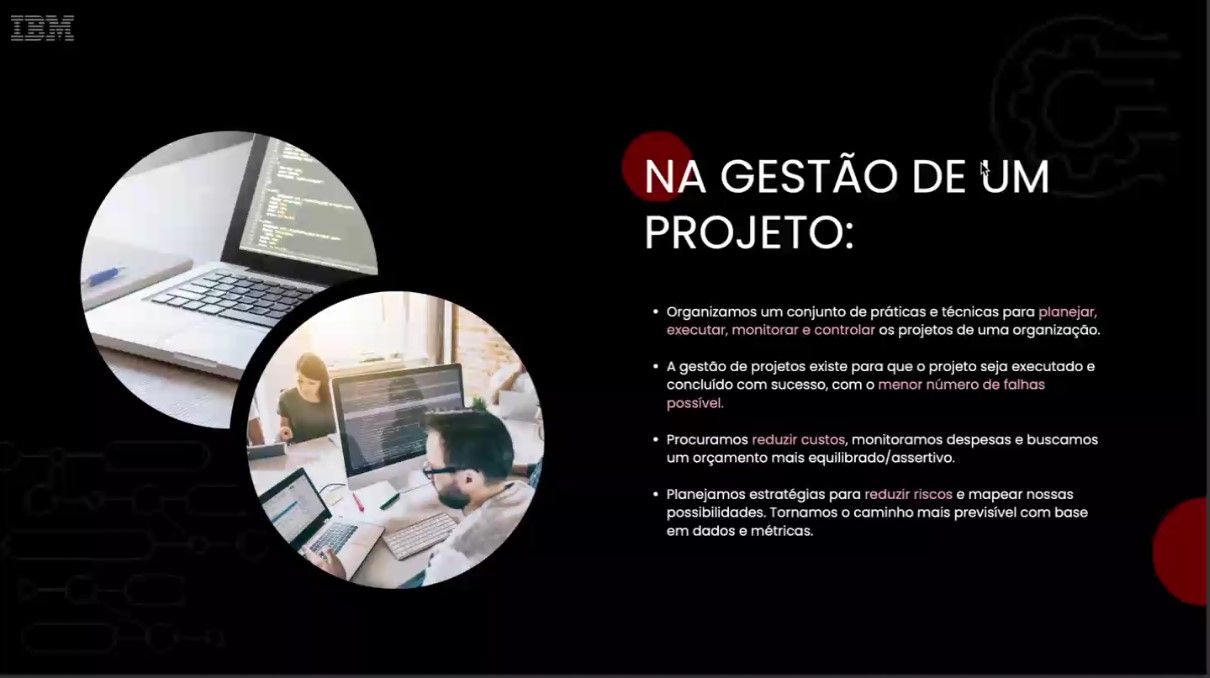 IBM
NA GESTÃO DE UM
PROJETO:
• Organizamos um conjunto de práticas e técnicas para planejar,
executar, monitorar e controlar os projetos de uma organização.
• A gestão de projetos existe para que o projeto seja executado e
concluído com sucesso, com o menor número de falhas
possível.
• Procuramos reduzir custos, monitoramos despesas e buscamos
um orçamento mais equilibrado/assertivo.
• Planejamos estratégias para reduzir riscos e mapear nossas
possibilidades. Tornamos o caminho mais previsível com base
em dados e métricas.